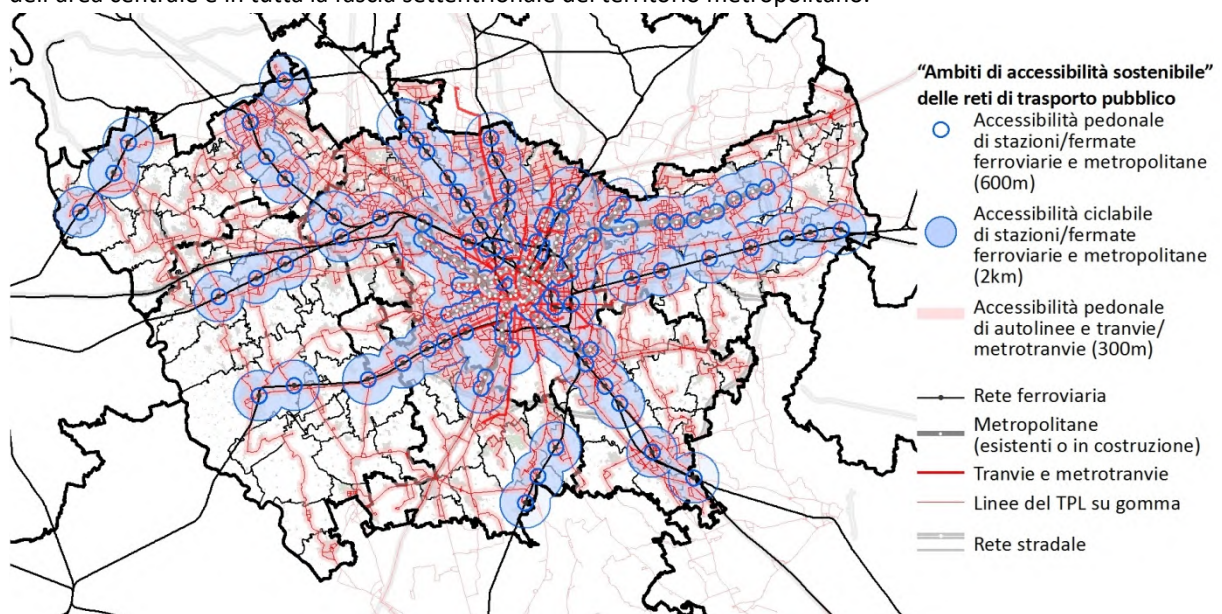 dell'area centrale e in tutta la fascia settentrionale del territorio metropolitano.
“Ambiti di accessibilità sostenibile”
delle reti di trasporto pubblico
Accessibilità pedonale
di stazioni/fermate
ferroviarie e metropolitane
(600m)
Accessibilità ciclabile
di stazioni/fermate
ferroviarie e metropolitane
(2km)
Accessibilità pedonale
di autolinee e tranvie/
metrotranvie (300m)
Rete ferroviaria
Metropolitane
(esistenti o in costruzione)
Tranvie e metrotranvie
Linee del TPL su gomma
Rete stradale